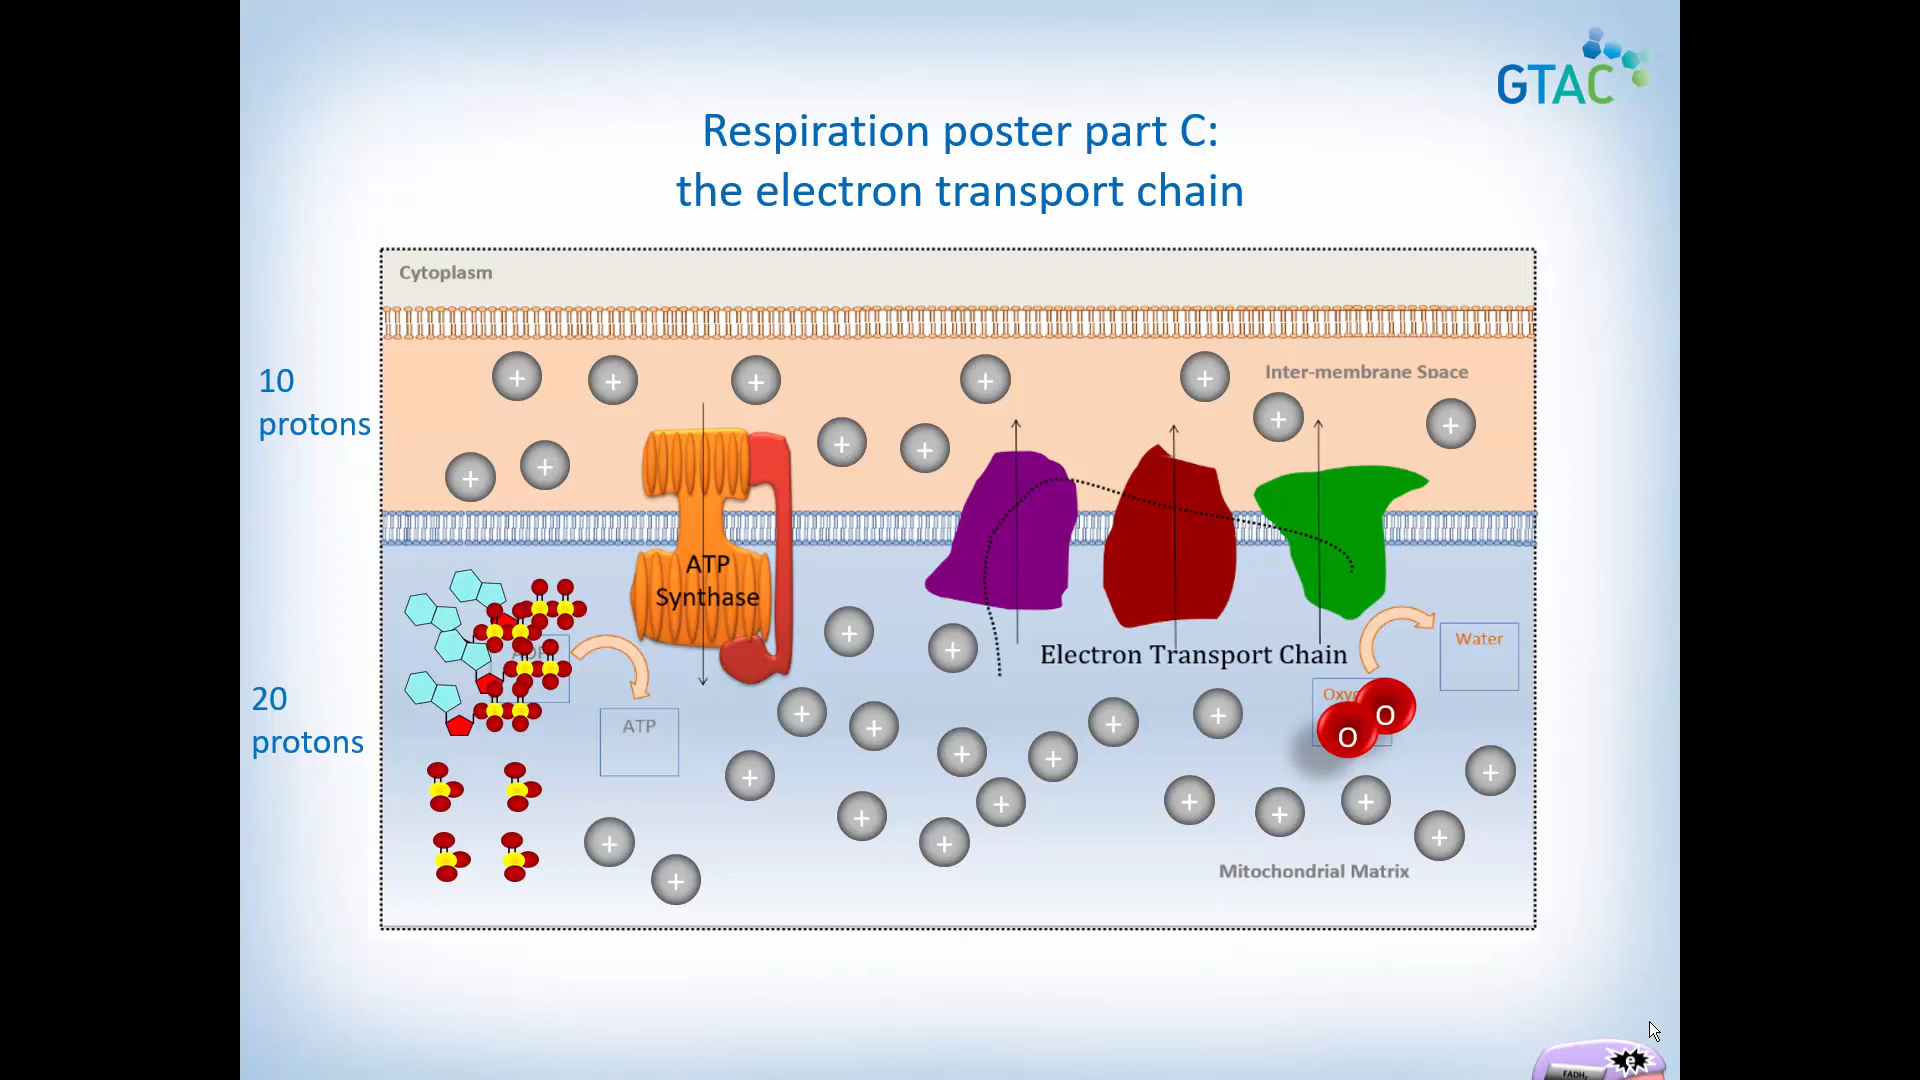 GTAC
Respiration poster part C:
the electron transport chain
Cytoplasm
10
protons
Inter-membrane Space
+ + + + + + + + + + +
ATP
Synthase
Electron Transport Chain
Water
20
protons
ATP
O
O
+ + + + + + + + + + + + + + + + + + + +
Mitochondrial Matrix
e
FADH₂